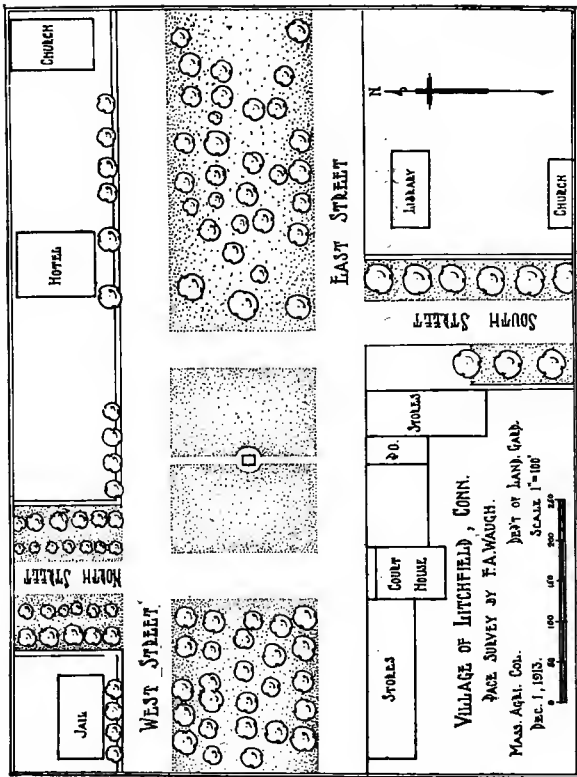 JAIL
NORTH STREET
HOTEL
CHURCH
WEST STREET
EAST STREET
STORES
COURT
HOUSE
P.O.
STORES
SOUTH STREET
LIBRARY
CHURCH
N
VILLAGE OF LITCHFIELD, CONN.
PACE SURVEY BY F.A.WAUGH.
MASS. AGRI. COL. DEP'T OF LAND. GARD.
DEC. 1, 1913. SCALE 1"=100'
0 50 100 150 200 250